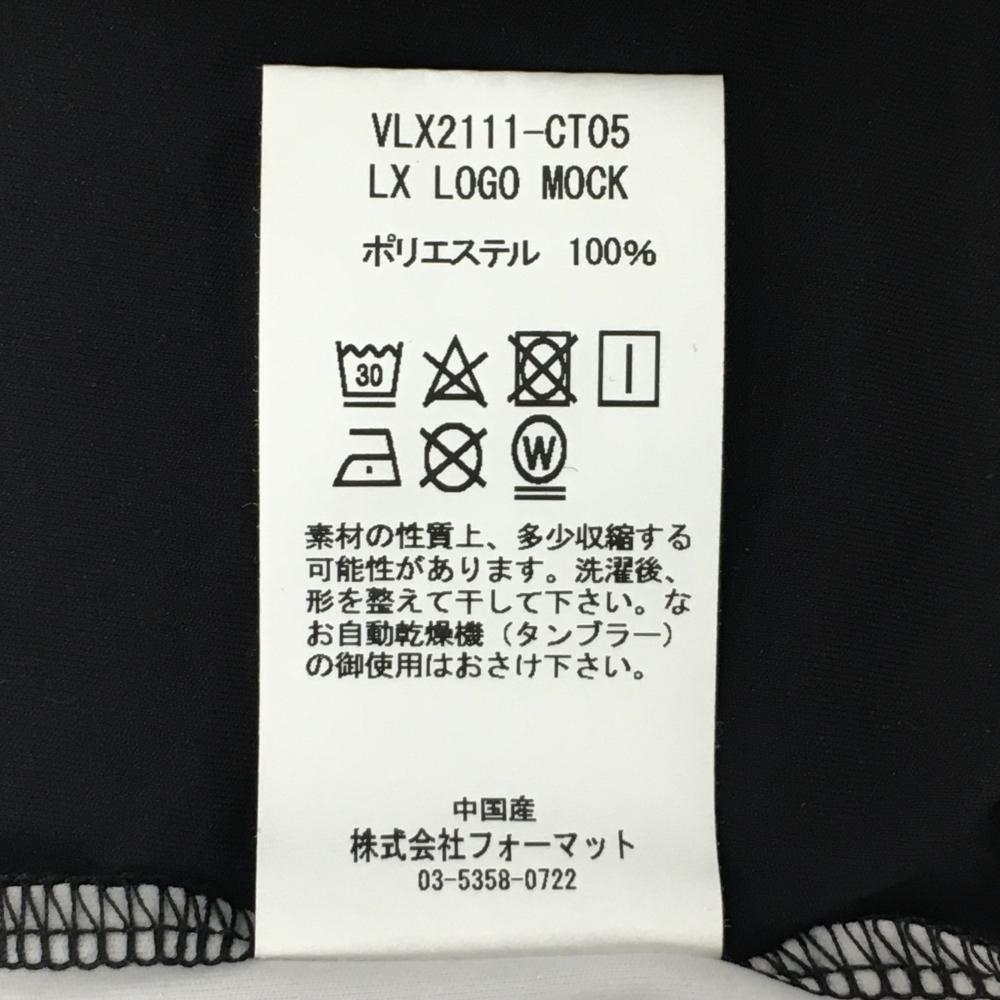 VLX2111-CT05
LX LOGO MOCK
ポリエステル 100%
30
W
素材の性質上、多少収縮する
可能性があります。洗濯後、
形を整えて干して下さい。な
お自動乾燥機（タンブラー）
の御使用はおさけ下さい。
中国産
株式会社フォーマット
03-5358-0722